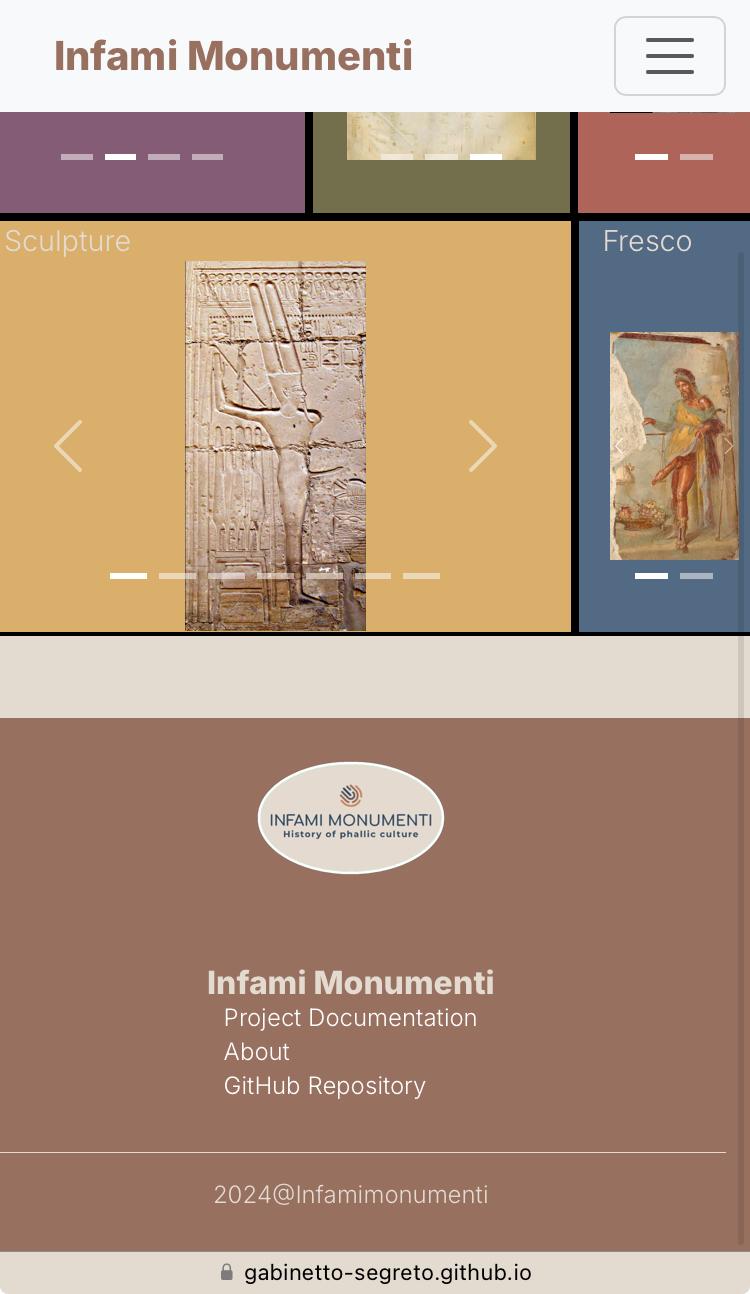 Infami Monumenti
Sculpture
Fresco
INFAMI MONUMENTI
History of phallic culture
Infami Monumenti
Project Documentation
About
GitHub Repository
2024@Infamimonumenti
gabinetto-segreto.github.io